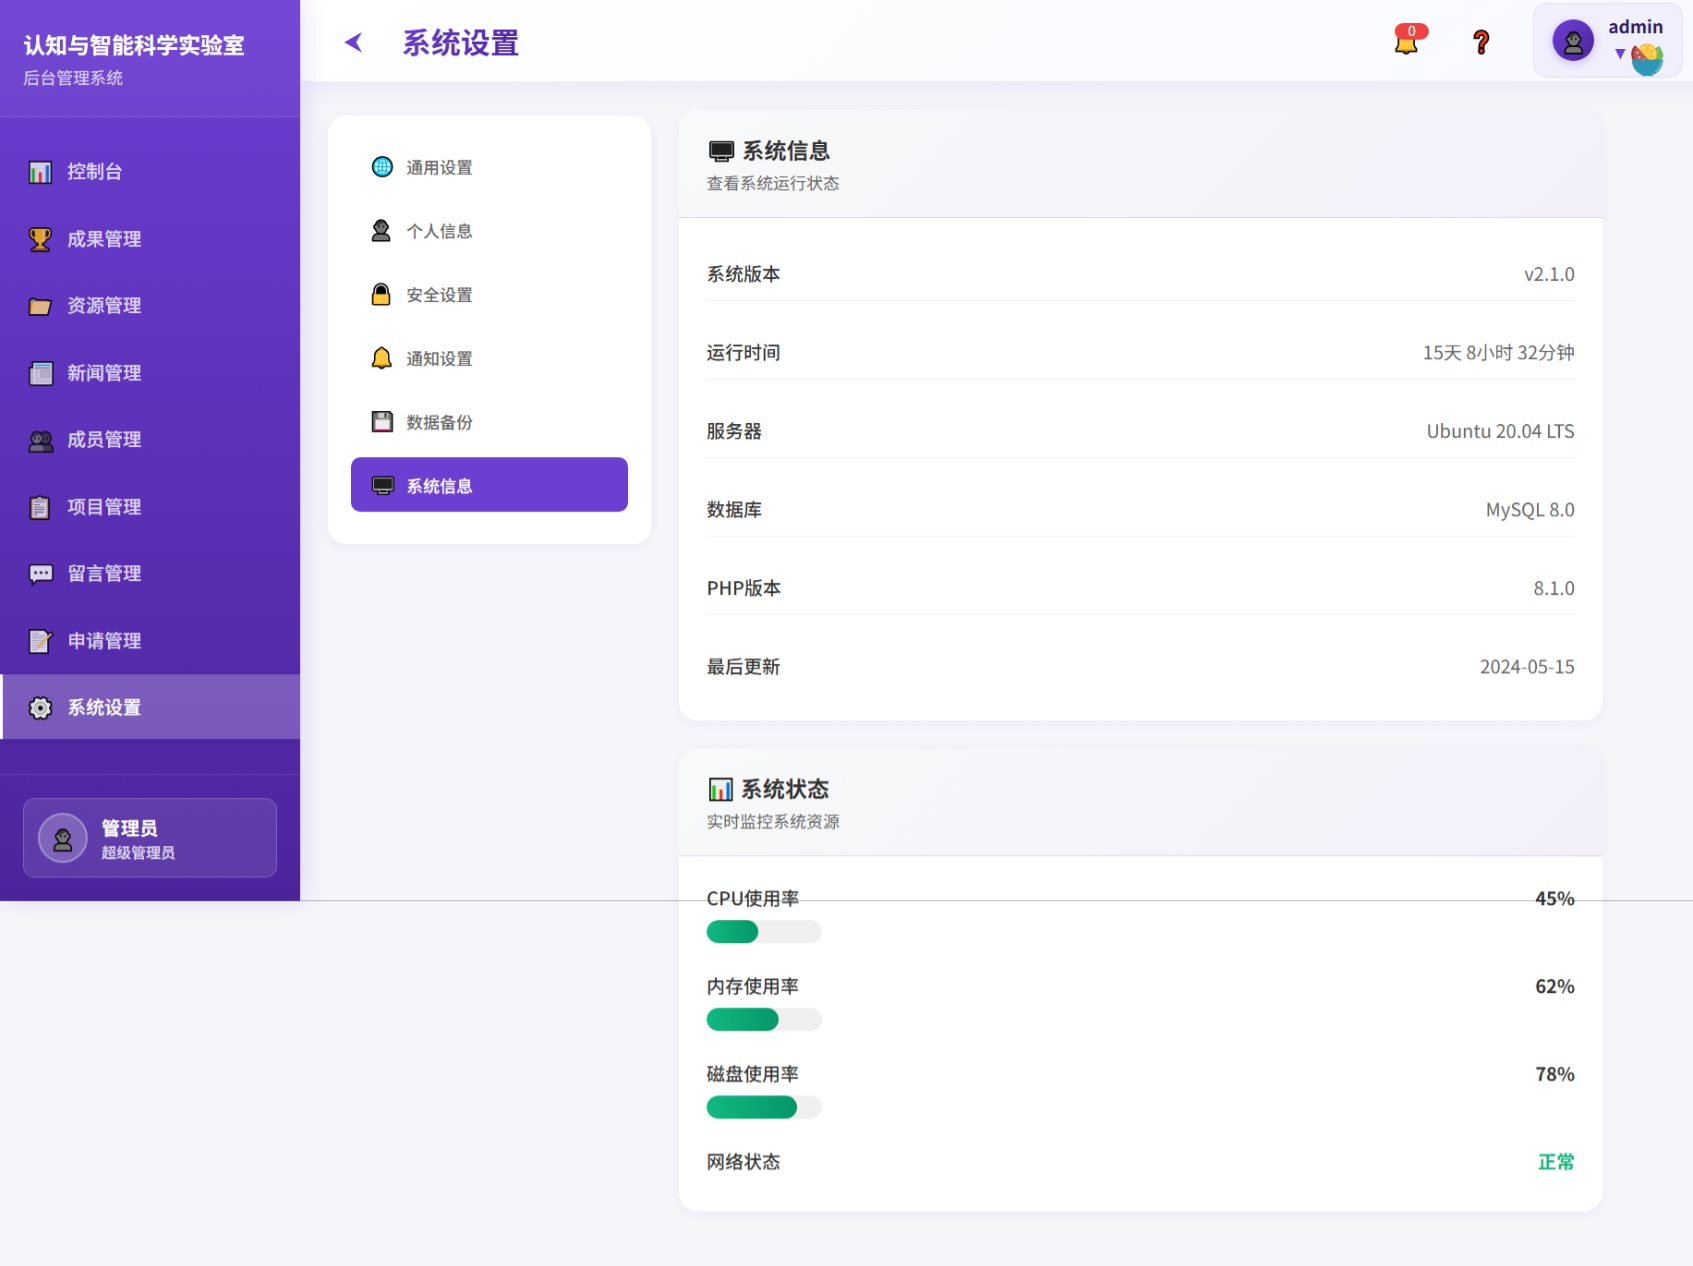 认知与智能科学实验室
后台管理系统
控制台
成果管理
资源管理
新闻管理
成员管理
项目管理
留言管理
申请管理
系统设置
管理员
超级管理员
系统设置
0
admin
通用设置
个人信息
安全设置
通知设置
数据备份
系统信息
系统信息
查看系统运行状态
系统版本 v2.1.0
运行时间 15天 8小时 32分钟
服务器 Ubuntu 20.04 LTS
数据库 MySQL 8.0
PHP版本 8.1.0
最后更新 2024-05-15
系统状态
实时监控系统资源
CPU使用率 45%
内存使用率 62%
磁盘使用率 78%
网络状态 正常